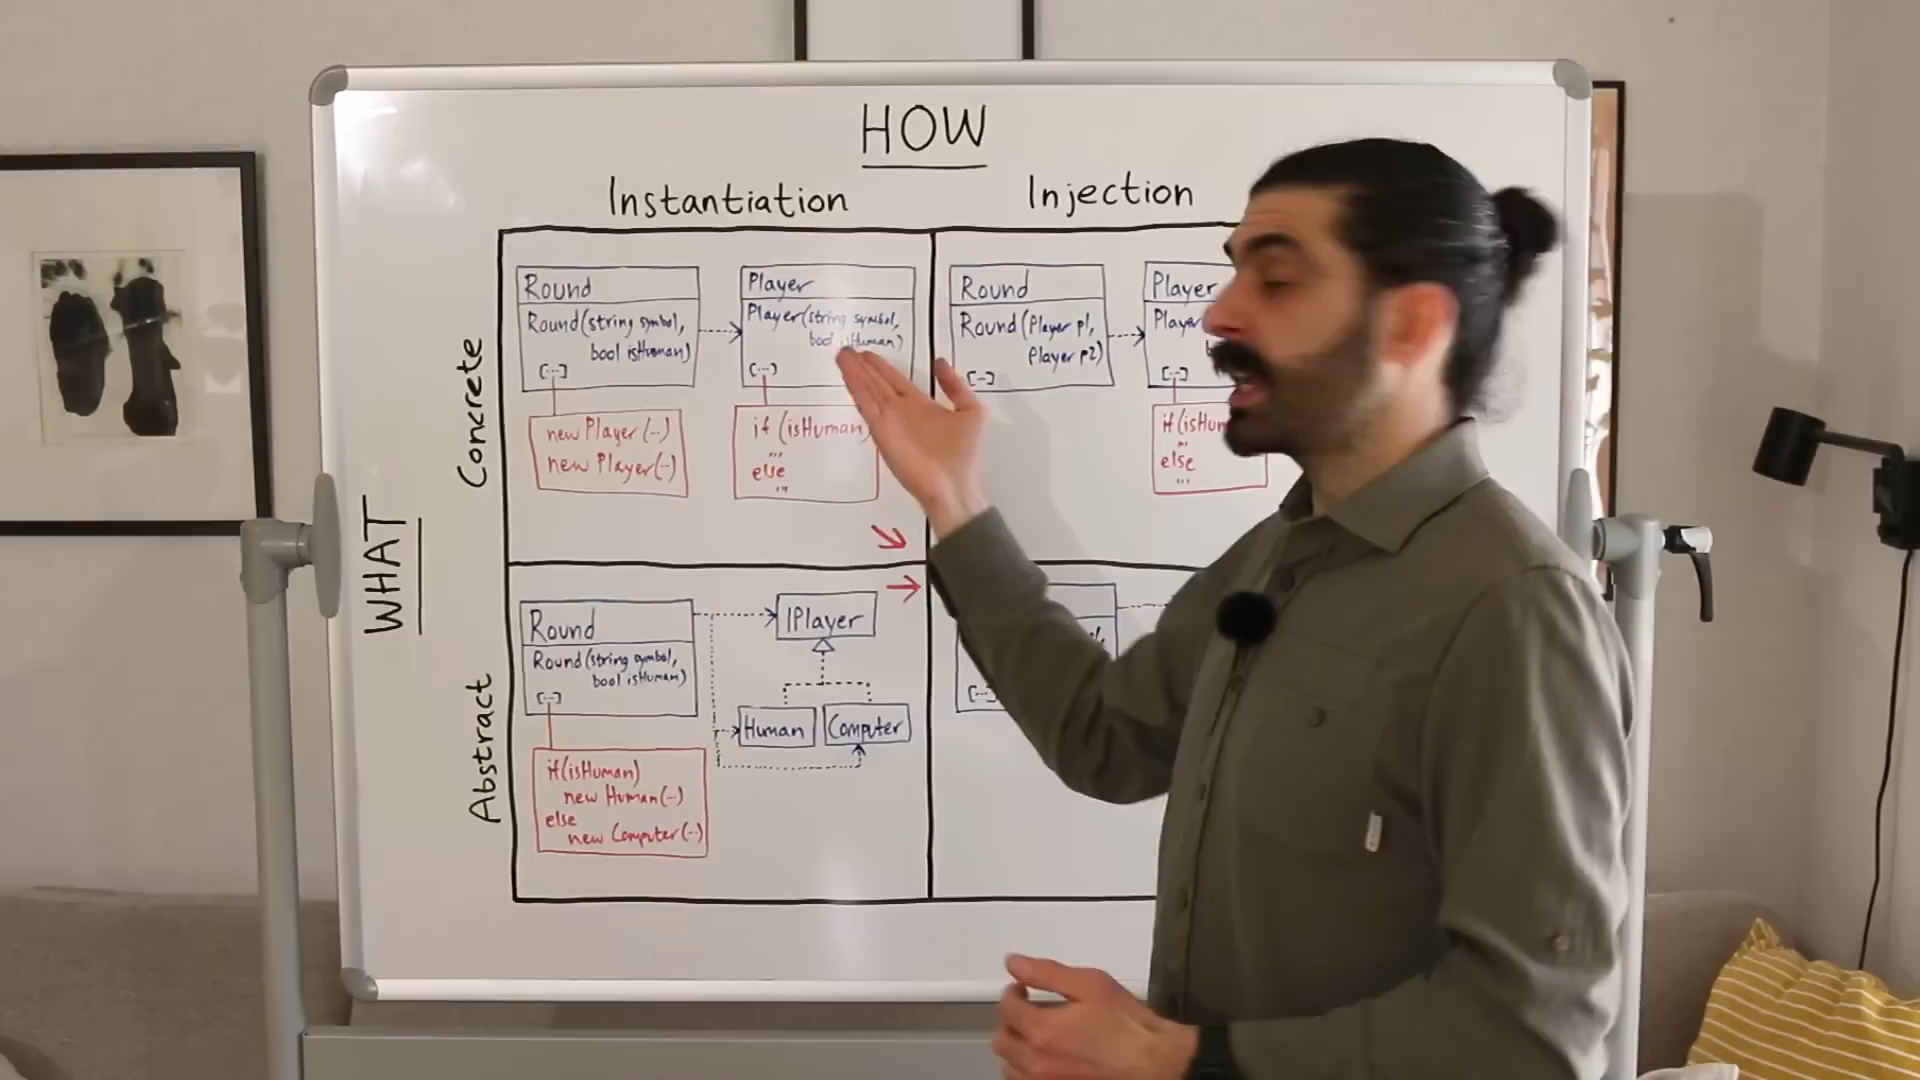 HOW
Instantiation
Injection
WHAT
Concrete
Round
Round(string symbol,
bool isHuman)
[...]
new Player(...)
new Player(...)
Player
Player(string symbol,
bool isHuman)
[...]
if (isHuman)
...
else
...
Round
Round(Player p1,
Player p2)
[...]
Player
Player
[...]
...
else
...
Abstract
Round
Round(string symbol,
bool isHuman)
[...]
if(isHuman)
new Human(...)
else
new Computer(...)
IPlayer
Human
Computer
[...]